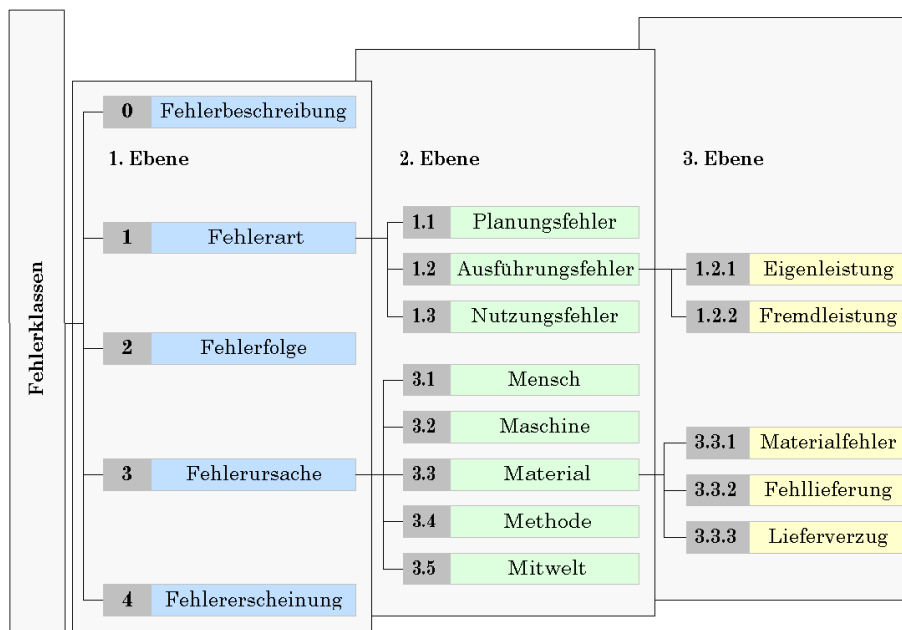 Fehlerklassen
0 Fehlerbeschreibung
1. Ebene
1 Fehlerart
2 Fehlerfolge
3 Fehlerursache
4 Fehlererscheinung
2. Ebene
1.1 Planungsfehler
1.2 Ausführungsfehler
1.3 Nutzungsfehler
3.1 Mensch
3.2 Maschine
3.3 Material
3.4 Methode
3.5 Mitwelt
3. Ebene
1.2.1 Eigenleistung
1.2.2 Fremdleistung
3.3.1 Materialfehler
3.3.2 Fehllieferung
3.3.3 Lieferverzug